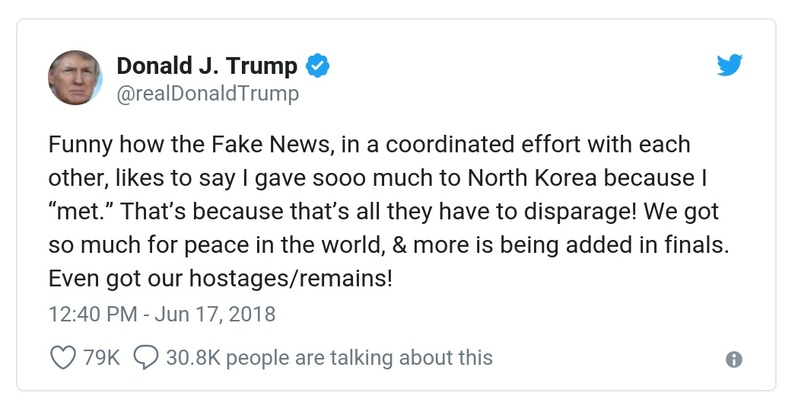 Donald J. Trump
@realDonaldTrump
Funny how the Fake News, in a coordinated effort with each
other, likes to say I gave sooo much to North Korea because I
“met.” That’s because that’s all they have to disparage! We got
so much for peace in the world, & more is being added in finals.
Even got our hostages/remains!
12:40 PM - Jun 17, 2018
79K 30.8K people are talking about this